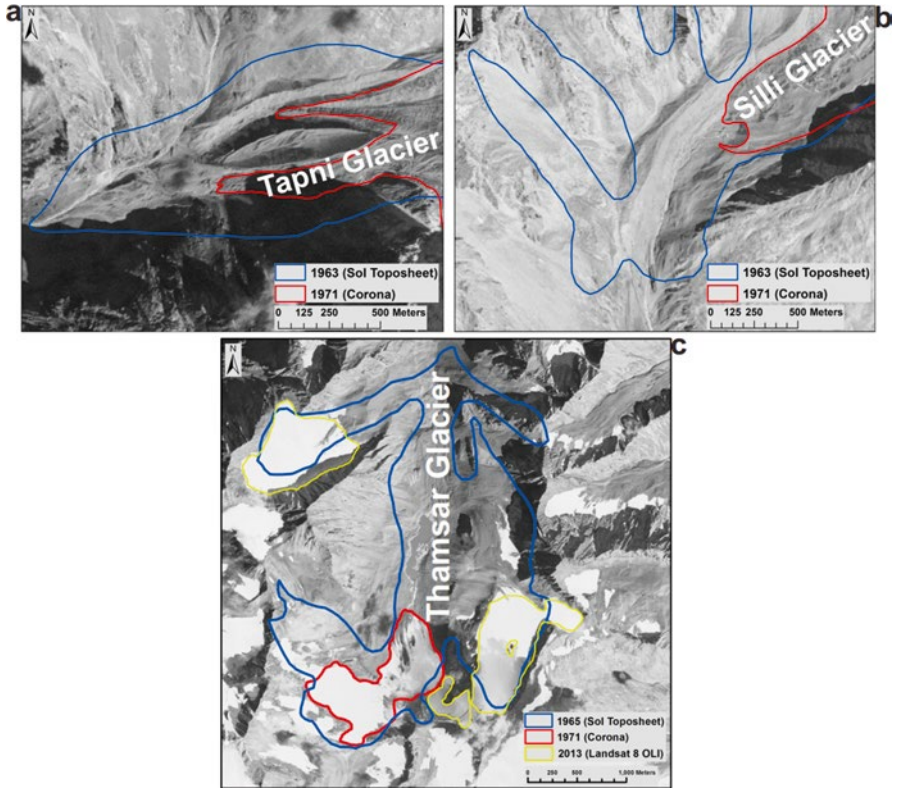 a
N
Tapni Glacier
1963 (SoI Toposheet)
1971 (Corona)
0 125 250 500 Meters
b
N
Silli Glacier
1963 (SoI Toposheet)
1971 (Corona)
0 125 250 500 Meters
c
N
Thamsar Glacier
1965 (SoI Toposheet)
1971 (Corona)
2013 (Landsat 8 OLI)
0 250 500 1,000 Meters